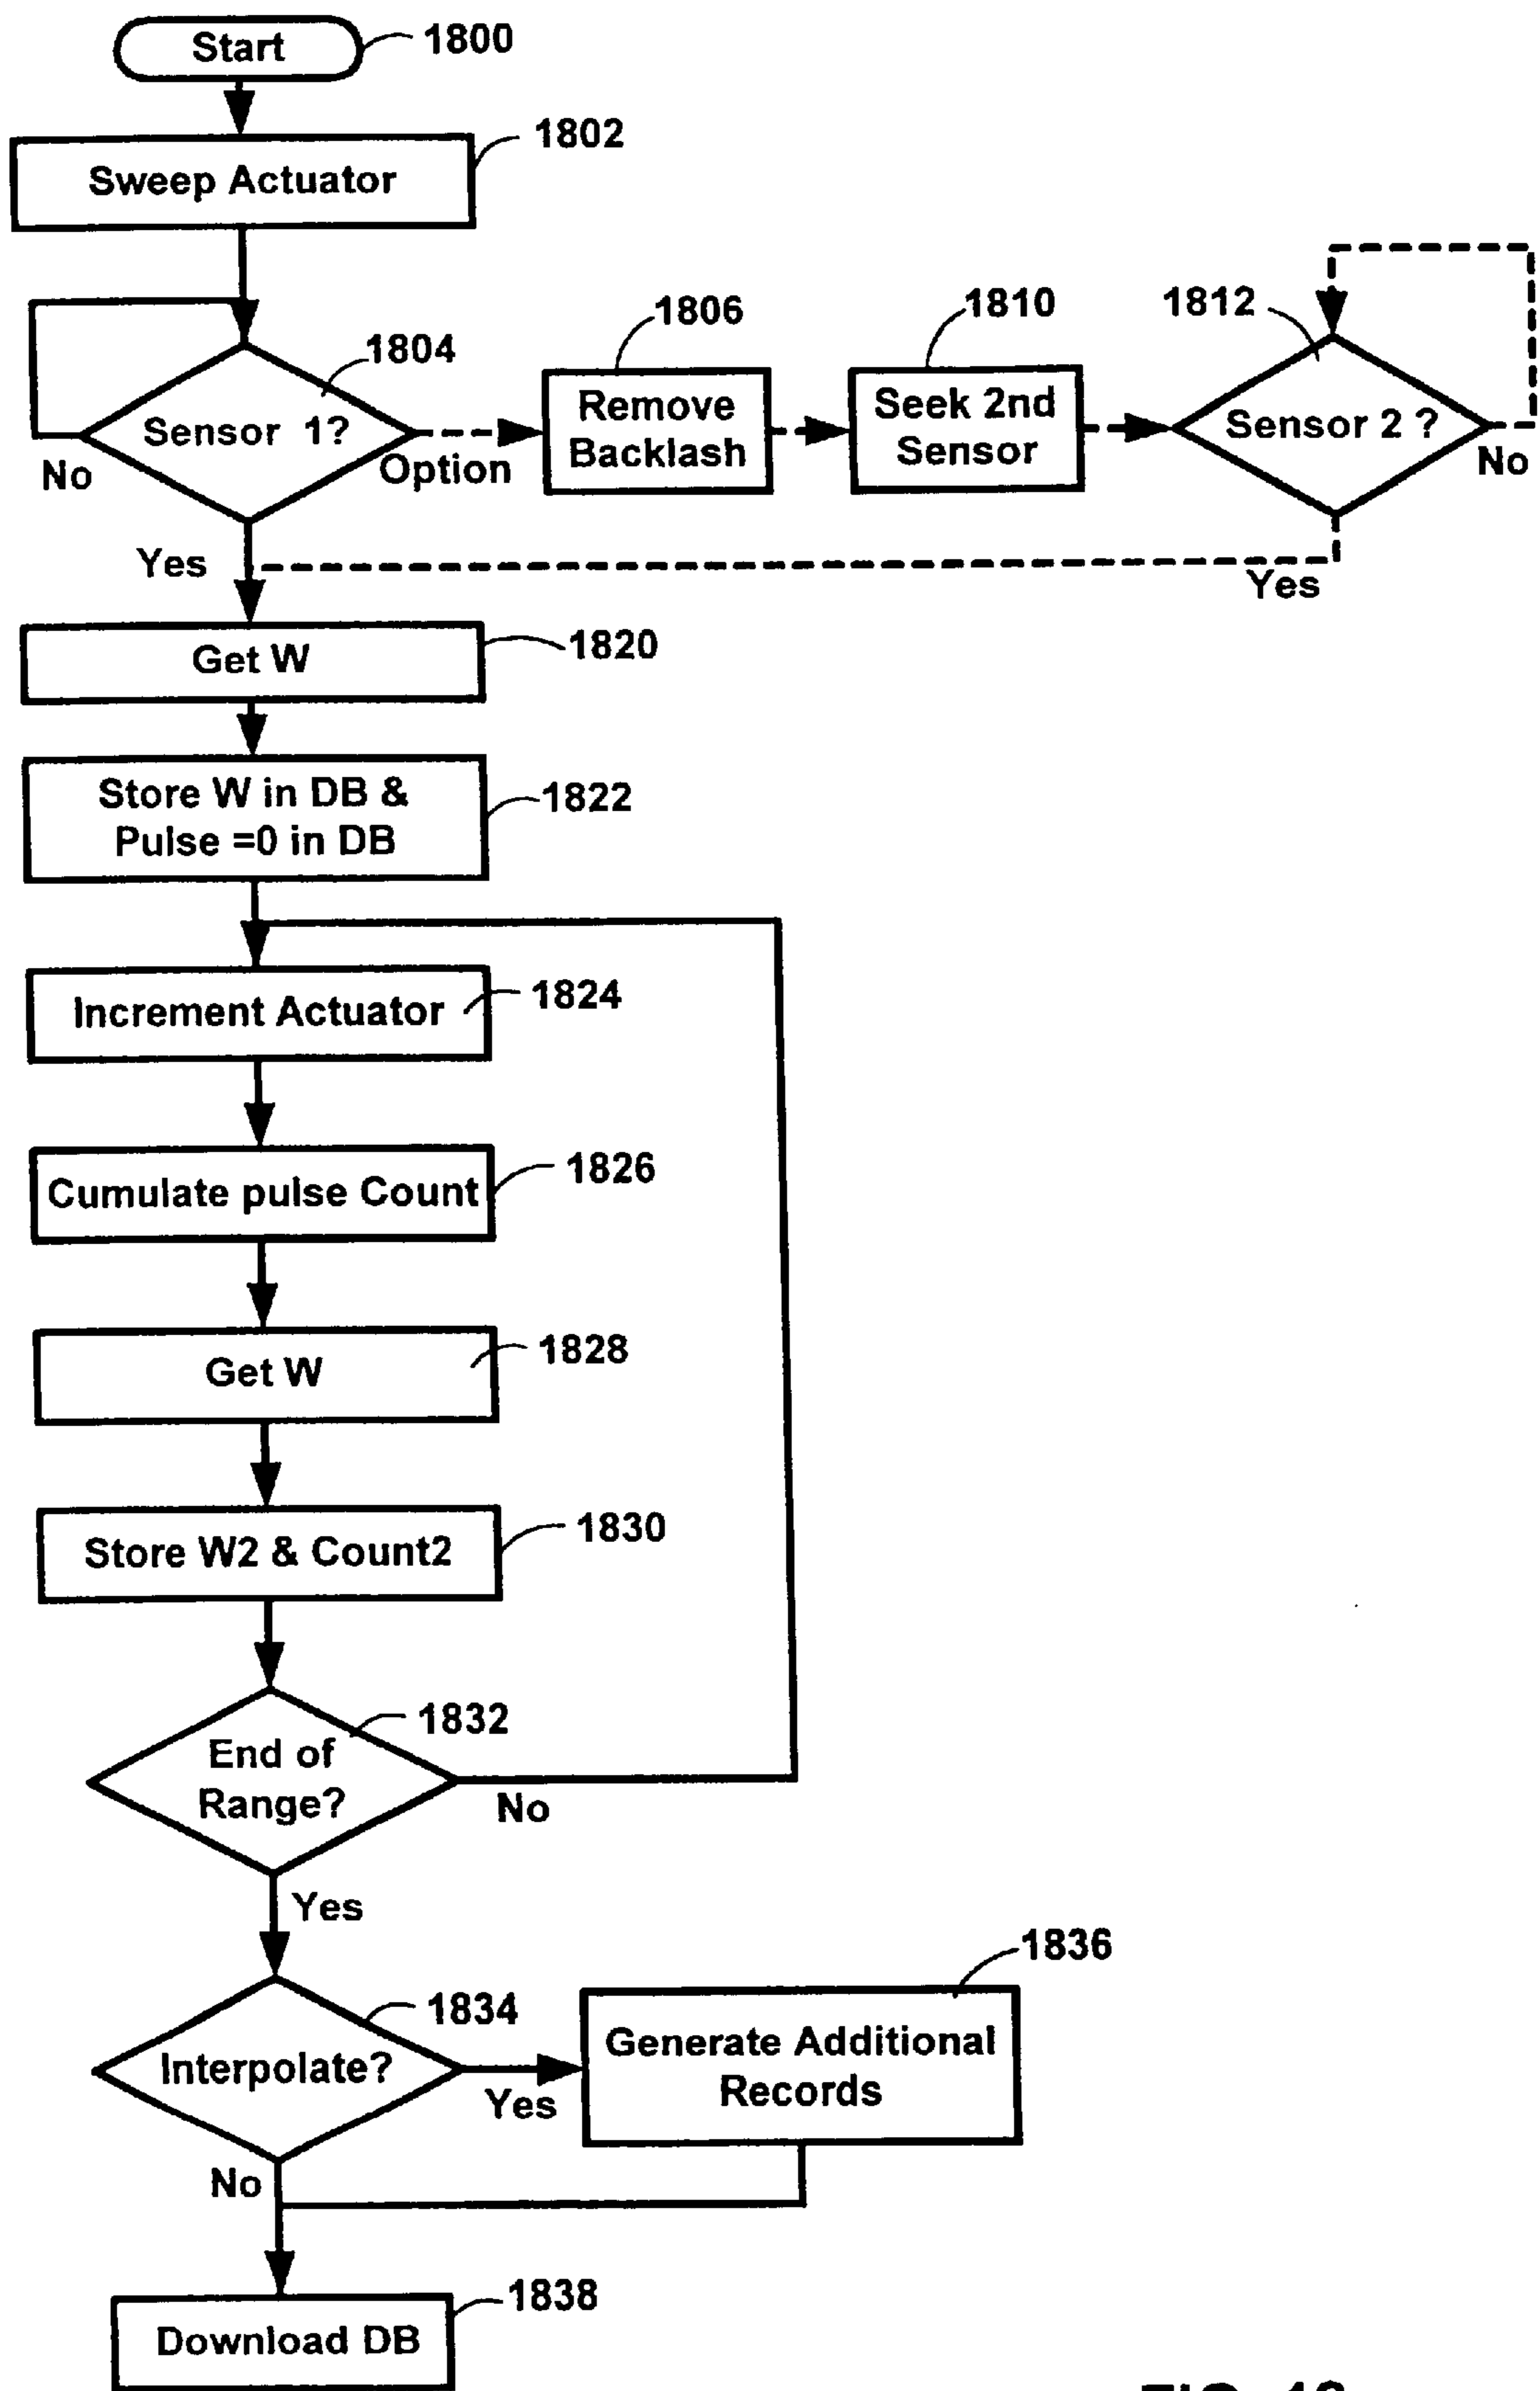 Start
1800
1802
Sweep Actuator
1804
Sensor 1?
No
Option
Yes
1806
Remove
Backlash
1810
Seek 2nd
Sensor
1812
Sensor 2 ?
No
Yes
1820
Get W
1822
Store W in DB &
Pulse =0 in DB
1824
Increment Actuator
1826
Cumulate pulse Count
1828
Get W
1830
Store W2 & Count2
1832
End of
Range?
No
Yes
1834
Interpolate?
Yes
No
1836
Generate Additional
Records
1838
Download DB